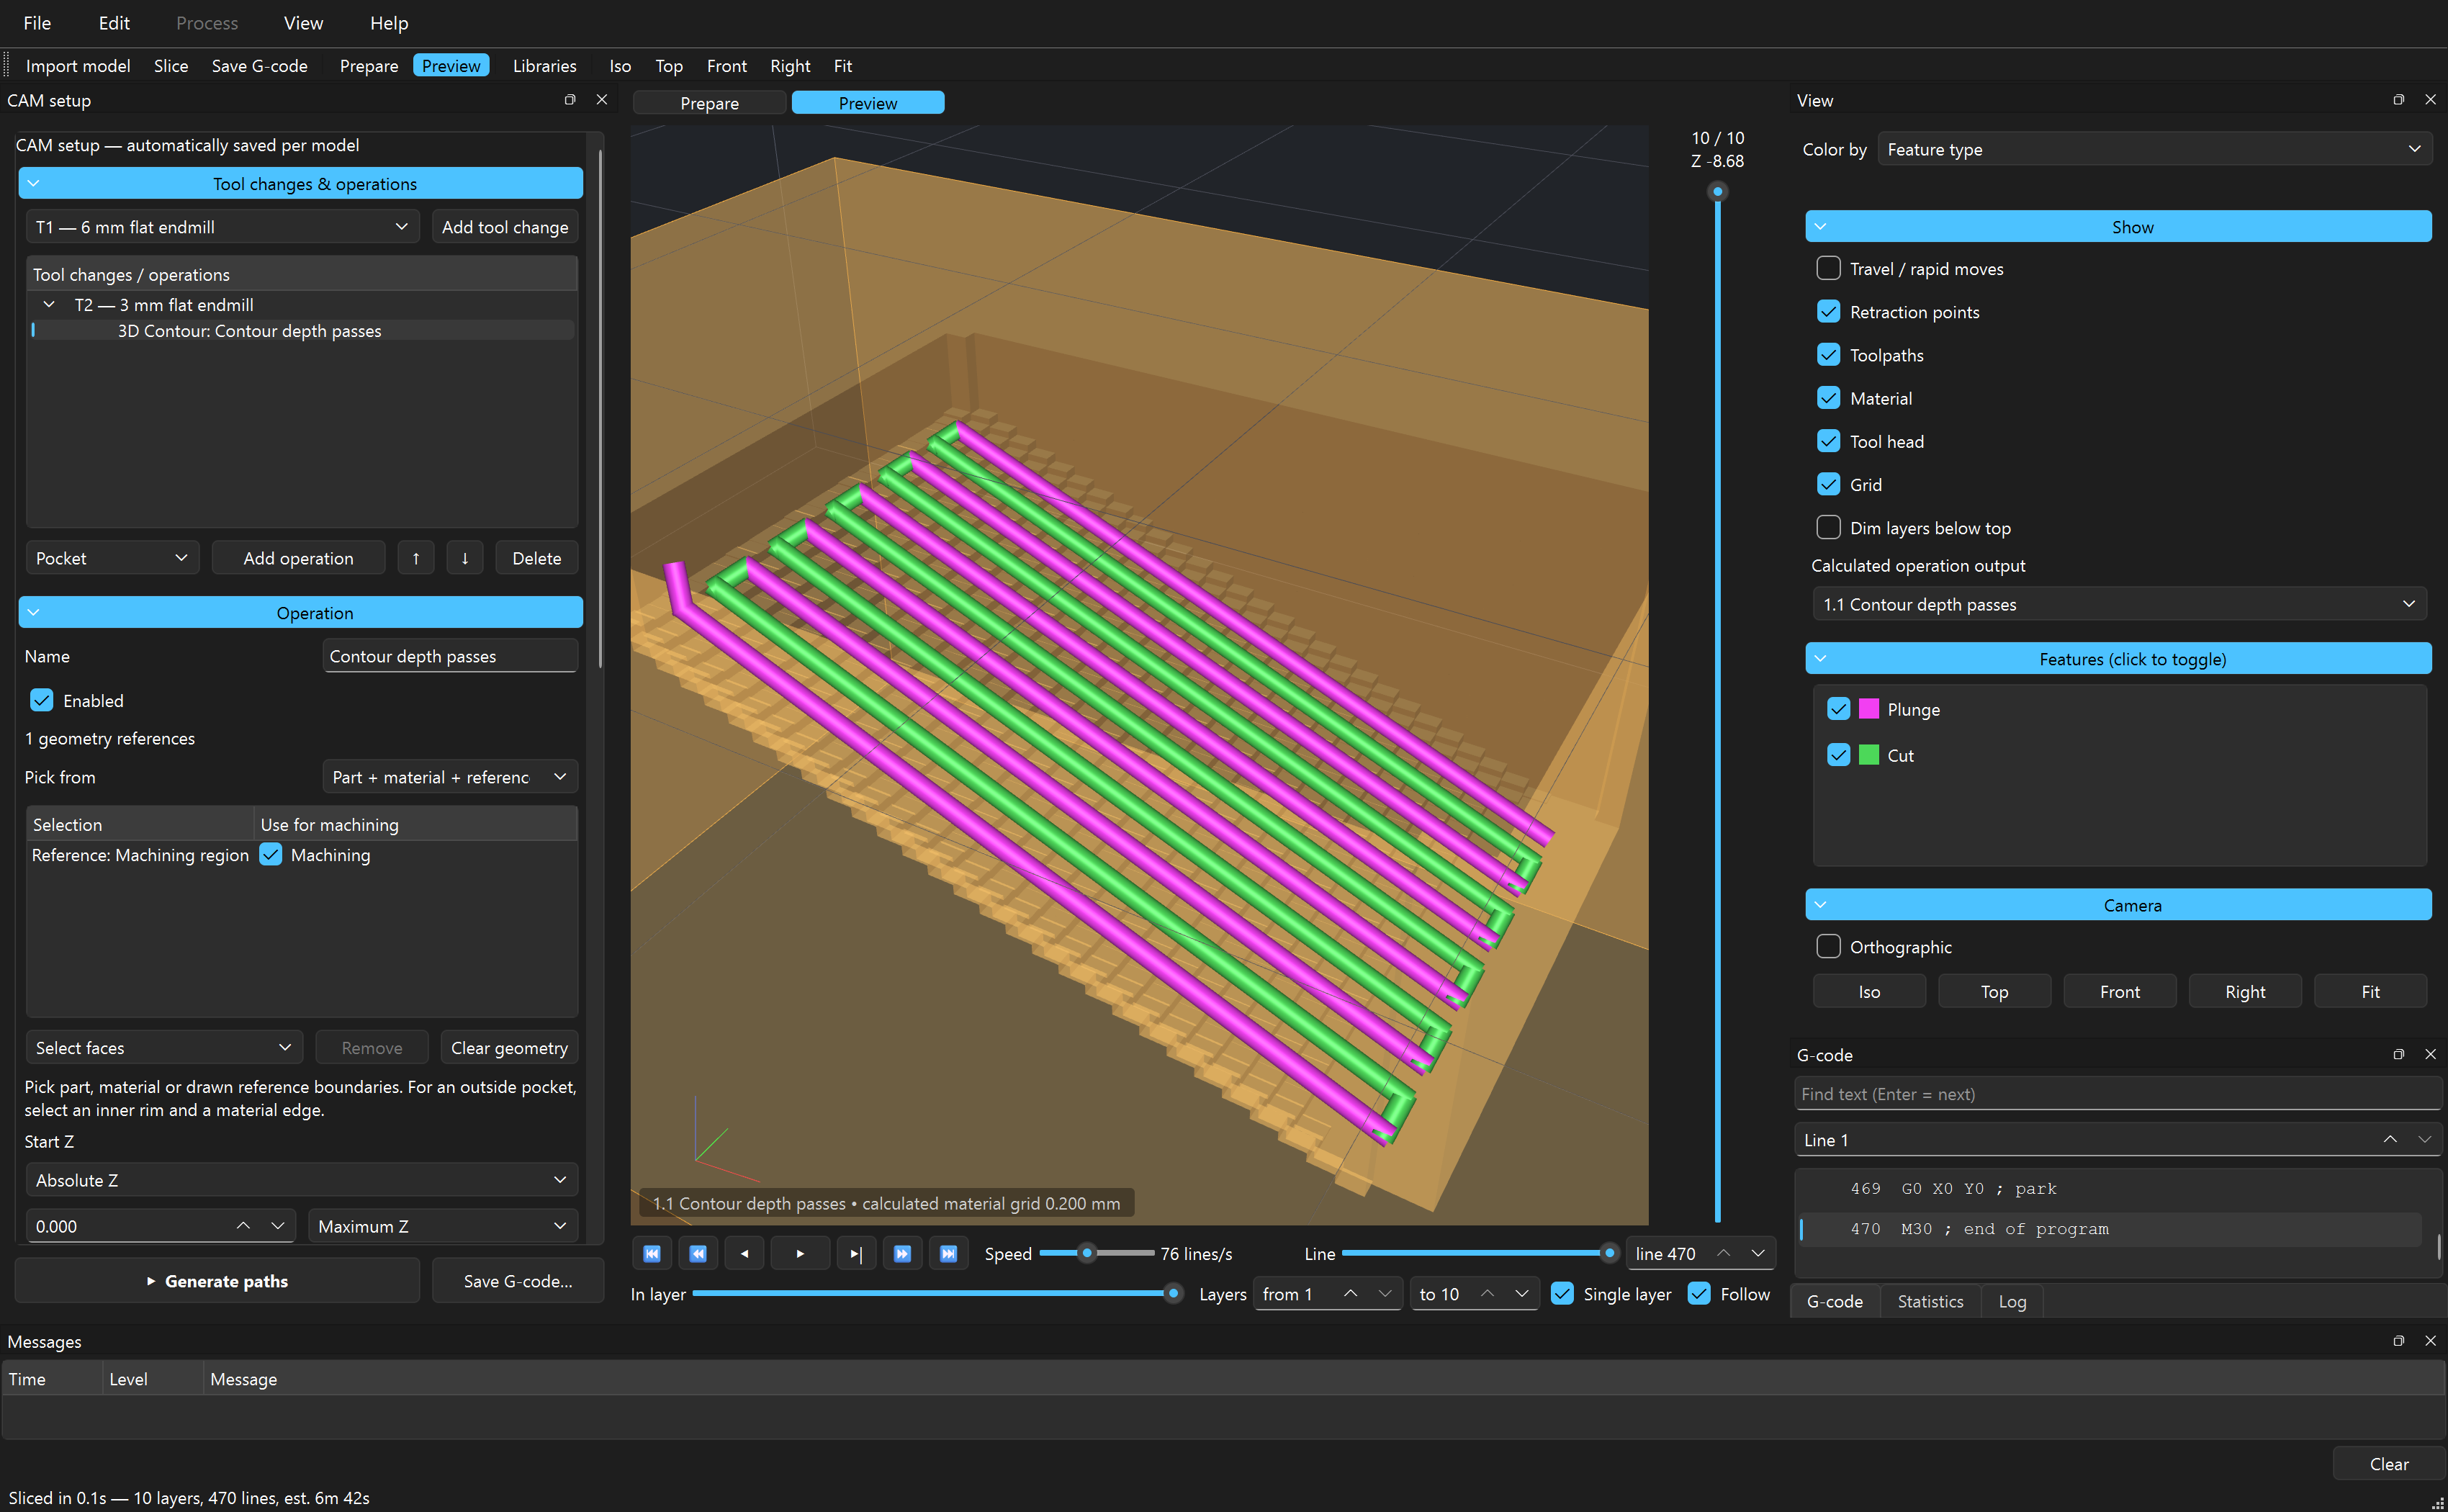 File Edit Process View Help
Import model Slice Save G-code Prepare Preview Libraries Iso Top Front Right Fit
CAM setup
CAM setup — automatically saved per model
Tool changes & operations
T1 — 6 mm flat endmill Add tool change
Tool changes / operations
T2 — 3 mm flat endmill
3D Contour: Contour depth passes
Pocket Add operation ↑ ↓ Delete
Operation
Name Contour depth passes
Enabled
1 geometry references
Pick from Part + material + referenc
Selection Use for machining
Reference: Machining region Machining
Select faces Remove Clear geometry
Pick part, material or drawn reference boundaries. For an outside pocket,
select an inner rim and a material edge.
Start Z
Absolute Z
0.000 Maximum Z
Generate paths Save G-code...
Prepare Preview
10 / 10
Z -8.68
1.1 Contour depth passes • calculated material grid 0.200 mm
Speed 76 lines/s Line line 470
In layer Layers from 1 to 10 Single layer Follow
View
Color by Feature type
Show
Travel / rapid moves
Retraction points
Toolpaths
Material
Tool head
Grid
Dim layers below top
Calculated operation output
1.1 Contour depth passes
Features (click to toggle)
Plunge
Cut
Camera
Orthographic
Iso Top Front Right Fit
G-code
Find text (Enter = next)
Line 1
469 G0 X0 Y0 ; park
470 M30 ; end of program
G-code Statistics Log
Messages
Time Level Message
Clear
Sliced in 0.1s — 10 layers, 470 lines, est. 6m 42s